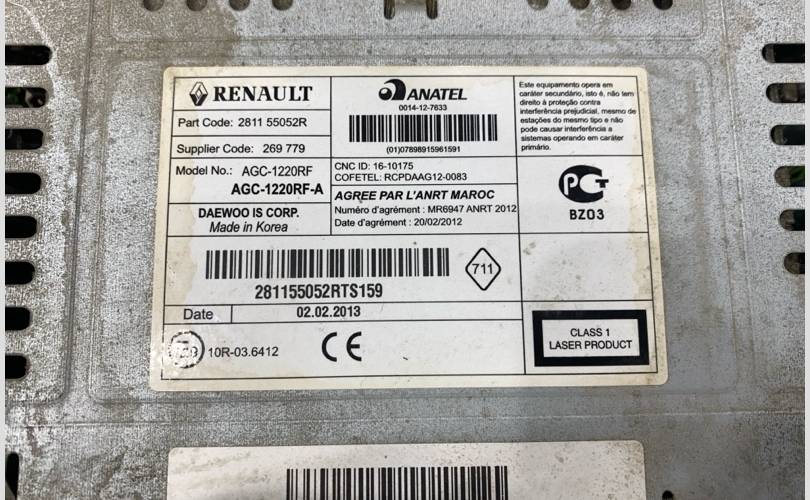 RENAULT
Part Code: 2811 55052R
Supplier Code: 269 779
Model No.: AGC-1220RF
AGC-1220RF-A
DAEWOO IS CORP.
Made in Korea
ANATEL
0014-12-7633
(01)07898915961591
CNC ID: 16-10175
COFETEL: RCPDAAG12-0083
AGREE PAR L'ANRT MAROC
Numéro d'agrément : MR6947 ANRT 2012
Date d'agrément : 20/02/2012
Este equipamento opera em
caráter secundário, isto é, não tem
direito à proteção contra
interferência prejudicial, mesmo de
estações do mesmo tipo e não
pode causar interferência a
sistemas operando em caráter
primário.
BZ03
281155052RTS159
711
Date 02.02.2013
10R-03.6412
CE
CLASS 1
LASER PRODUCT